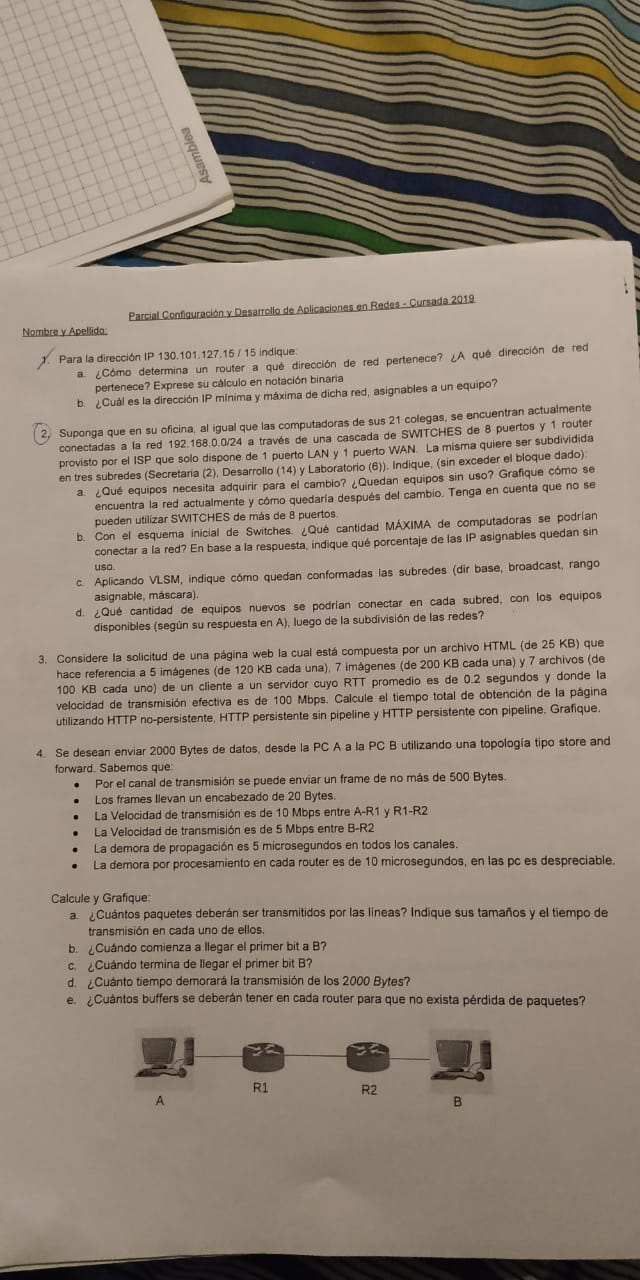 Asamblea
Parcial Configuración y Desarrollo de Aplicaciones en Redes - Cursada 2019
Nombre y Apellido:
1. Para la dirección IP 130.101.127.15 / 15 indique:
a. ¿Cómo determina un router a qué dirección de red pertenece? ¿A qué dirección de red
pertenece? Exprese su cálculo en notación binaria
b. ¿Cuál es la dirección IP mínima y máxima de dicha red, asignables a un equipo?
2. Suponga que en su oficina, al igual que las computadoras de sus 21 colegas, se encuentran actualmente
conectadas a la red 192.168.0.0/24 a través de una cascada de SWITCHES de 8 puertos y 1 router
provisto por el ISP que solo dispone de 1 puerto LAN y 1 puerto WAN. La misma quiere ser subdividida
en tres subredes (Secretaria (2), Desarrollo (14) y Laboratorio (6)). Indique, (sin exceder el bloque dado):
a. ¿Qué equipos necesita adquirir para el cambio? ¿Quedan equipos sin uso? Grafique cómo se
encuentra la red actualmente y cómo quedaría después del cambio. Tenga en cuenta que no se
pueden utilizar SWITCHES de más de 8 puertos.
b. Con el esquema inicial de Switches. ¿Qué cantidad MÁXIMA de computadoras se podrían
conectar a la red? En base a la respuesta, indique qué porcentaje de las IP asignables quedan sin
uso.
c. Aplicando VLSM, indique cómo quedan conformadas las subredes (dir base, broadcast, rango
asignable, máscara).
d. ¿Qué cantidad de equipos nuevos se podrían conectar en cada subred, con los equipos
disponibles (según su respuesta en A), luego de la subdivisión de las redes?
3. Considere la solicitud de una página web la cual está compuesta por un archivo HTML (de 25 KB) que
hace referencia a 5 imágenes (de 120 KB cada una), 7 imágenes (de 200 KB cada una) y 7 archivos (de
100 KB cada uno) de un cliente a un servidor cuyo RTT promedio es de 0.2 segundos y donde la
velocidad de transmisión efectiva es de 100 Mbps. Calcule el tiempo total de obtención de la página
utilizando HTTP no-persistente, HTTP persistente sin pipeline y HTTP persistente con pipeline. Grafique.
4. Se desean enviar 2000 Bytes de datos, desde la PC A a la PC B utilizando una topología tipo store and
forward. Sabemos que:
• Por el canal de transmisión se puede enviar un frame de no más de 500 Bytes.
• Los frames llevan un encabezado de 20 Bytes.
• La Velocidad de transmisión es de 10 Mbps entre A-R1 y R1-R2
• La Velocidad de transmisión es de 5 Mbps entre B-R2
• La demora de propagación es 5 microsegundos en todos los canales.
• La demora por procesamiento en cada router es de 10 microsegundos, en las pc es despreciable.
Calcule y Grafique:
a. ¿Cuántos paquetes deberán ser transmitidos por las líneas? Indique sus tamaños y el tiempo de
transmisión en cada uno de ellos.
b. ¿Cuándo comienza a llegar el primer bit a B?
c. ¿Cuándo termina de llegar el primer bit B?
d. ¿Cuánto tiempo demorará la transmisión de los 2000 Bytes?
e. ¿Cuántos buffers se deberán tener en cada router para que no exista pérdida de paquetes?
A R1 R2 B